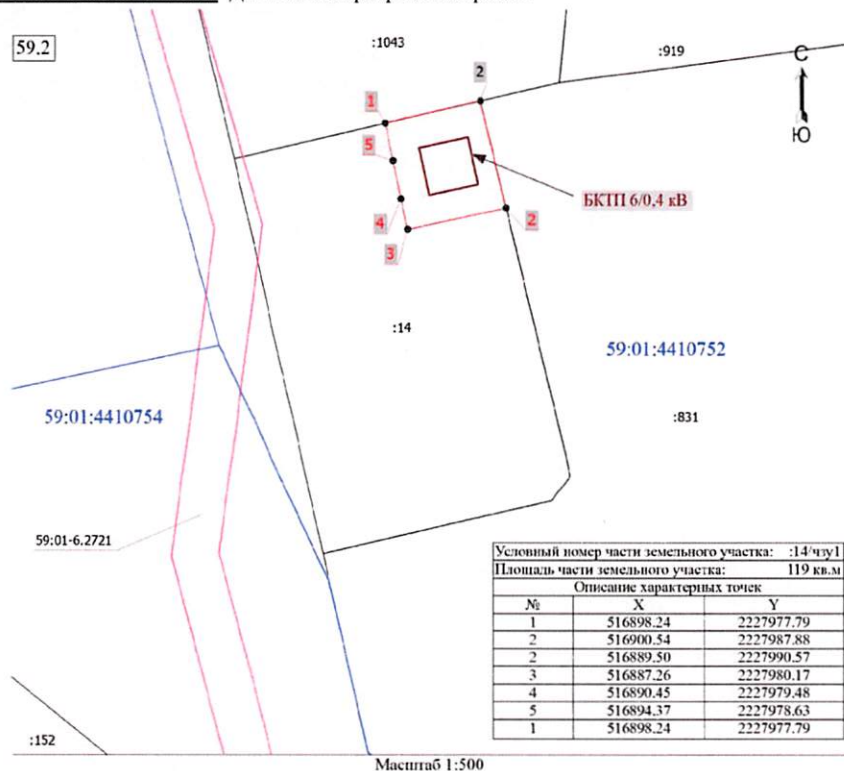 59.2
:1043
:919
С
Ю
1
2
5
4
3
2
БКТП 6/0,4 кВ
:14
59:01:4410752
59:01:4410754
:831
59:01-6.2721
:152
Условный номер части земельного участка: :14/чзу1
Площадь части земельного участка: 119 кв.м
Описание характерных точек
№ X Y
1 516898.24 2227977.79
2 516900.54 2227987.88
2 516889.50 2227990.57
3 516887.26 2227980.17
4 516890.45 2227979.48
5 516894.37 2227978.63
1 516898.24 2227977.79
Масштаб 1:500